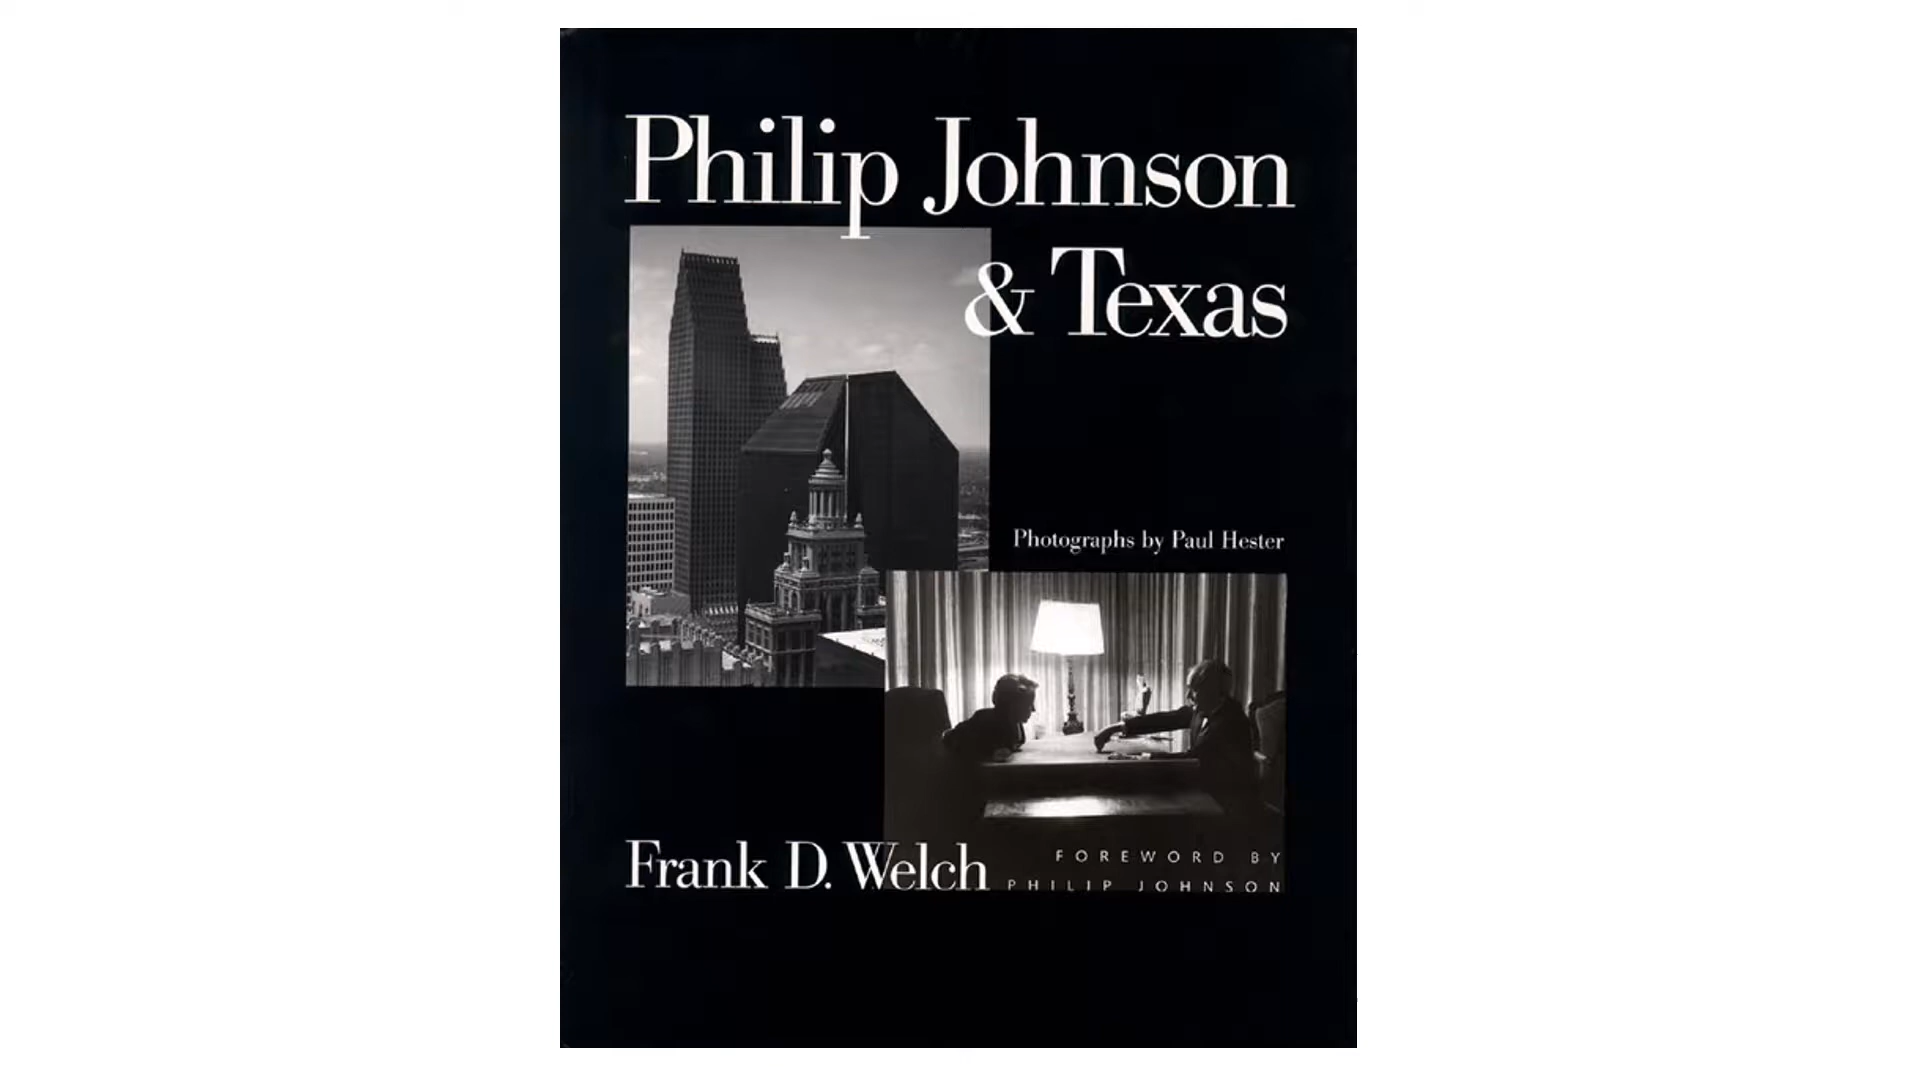 Philip Johnson
& Texas
Photographs by Paul Hester
Frank D. Welch
FOREWORD BY
PHILIP JOHNSON